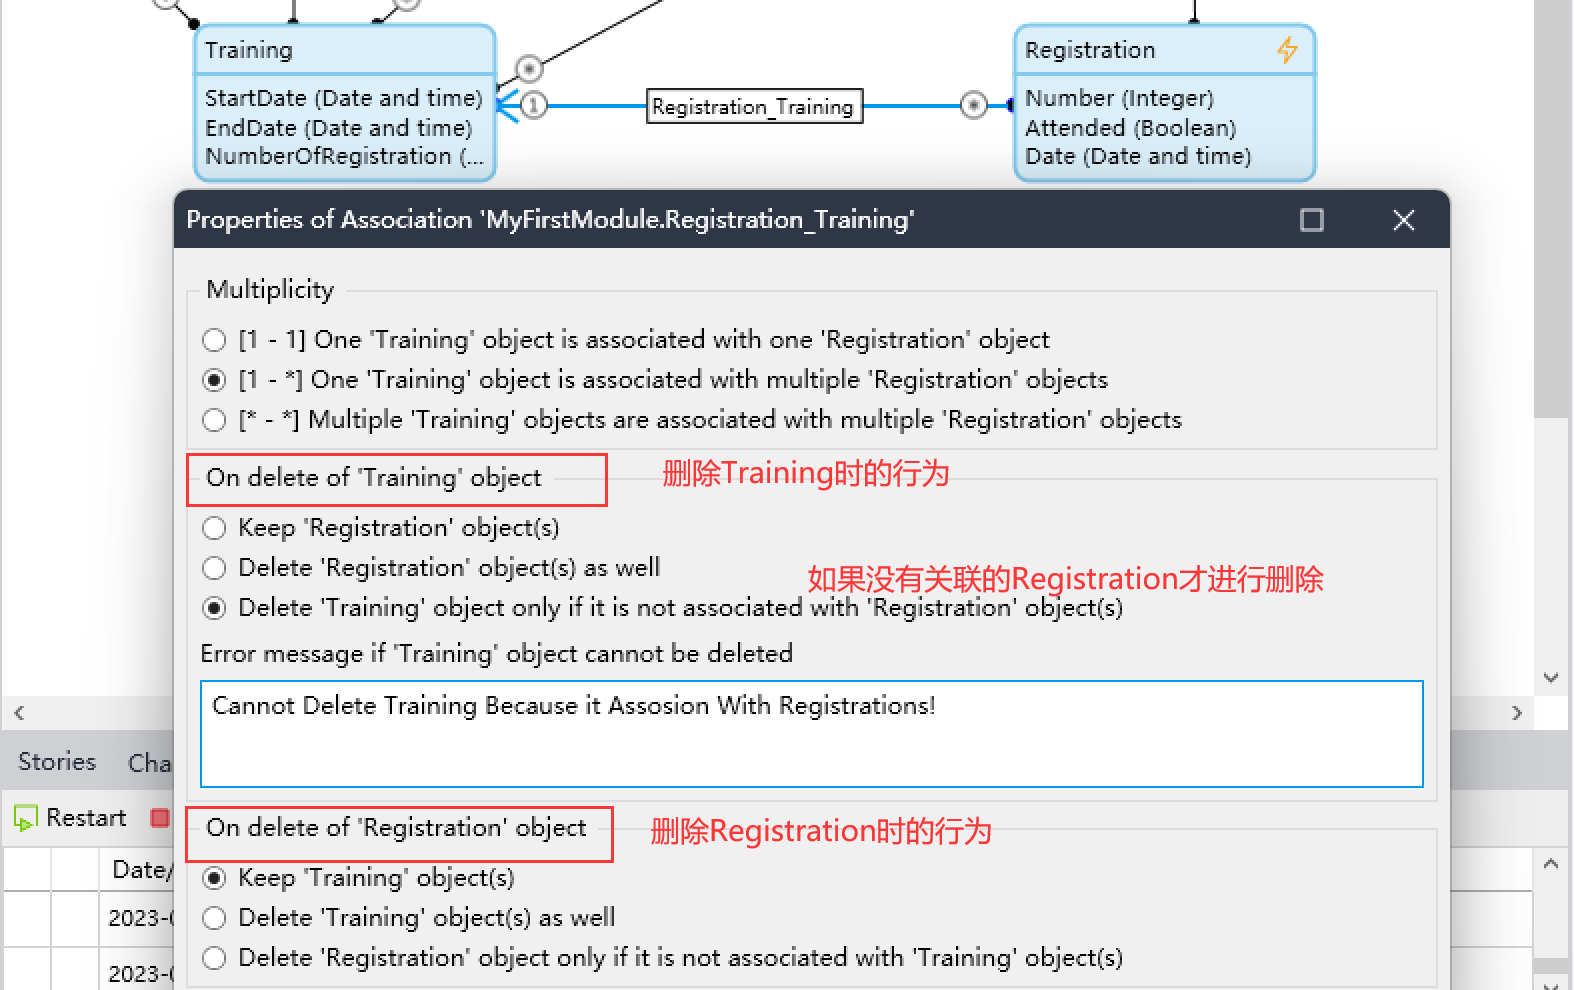 Training
StartDate (Date and time)
EndDate (Date and time)
NumberOfRegistration (...
1
Registration_Training
*
*
Registration
Number (Integer)
Attended (Boolean)
Date (Date and time)
Properties of Association 'MyFirstModule.Registration_Training'
Multiplicity
[1 - 1] One 'Training' object is associated with one 'Registration' object
[1 - *] One 'Training' object is associated with multiple 'Registration' objects
[* - *] Multiple 'Training' objects are associated with multiple 'Registration' objects
On delete of 'Training' object
删除Training时的行为
Keep 'Registration' object(s)
Delete 'Registration' object(s) as well
如果没有关联的Registration才进行删除
Delete 'Training' object only if it is not associated with 'Registration' object(s)
Error message if 'Training' object cannot be deleted
Cannot Delete Training Because it Assosion With Registrations!
On delete of 'Registration' object
删除Registration时的行为
Keep 'Training' object(s)
Delete 'Training' object(s) as well
Delete 'Registration' object only if it is not associated with 'Training' object(s)
Stories
Cha
Restart
Date/
2023-0
2023-0